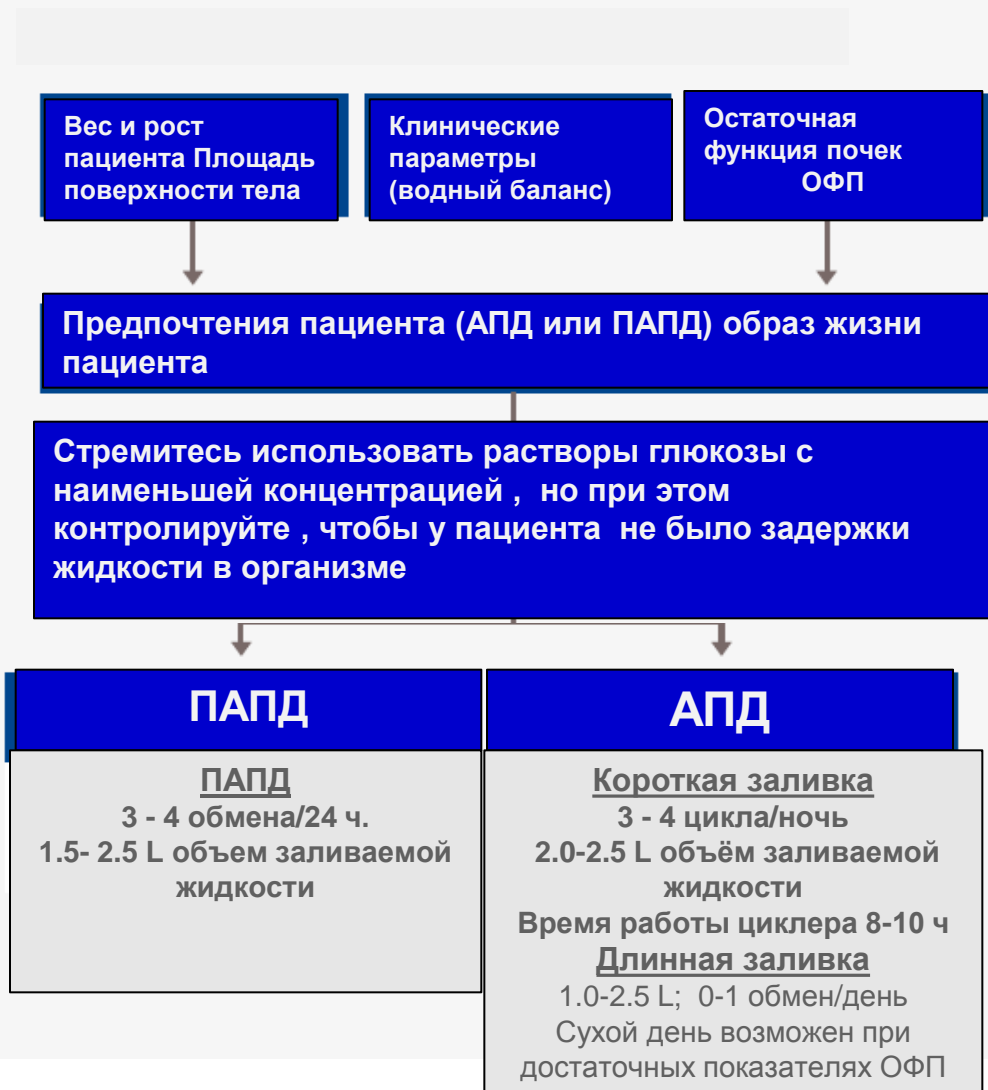 Вес и рост
пациента Площадь
поверхности тела
Клинические
параметры
(водный баланс)
Остаточная
функция почек
ОФП
Предпочтения пациента (АПД или ПАПД) образ жизни
пациента
Стремитесь использовать растворы глюкозы с
наименьшей концентрацией , но при этом
контролируйте , чтобы у пациента не было задержки
жидкости в организме
ПАПД
ПАПД
3 - 4 обмена/24 ч.
1.5- 2.5 L объем заливаемой
жидкости
АПД
Короткая заливка
3 - 4 цикла/ночь
2.0-2.5 L объём заливаемой
жидкости
Время работы циклера 8-10 ч
Длинная заливка
1.0-2.5 L; 0-1 обмен/день
Сухой день возможен при
достаточных показателях ОФП